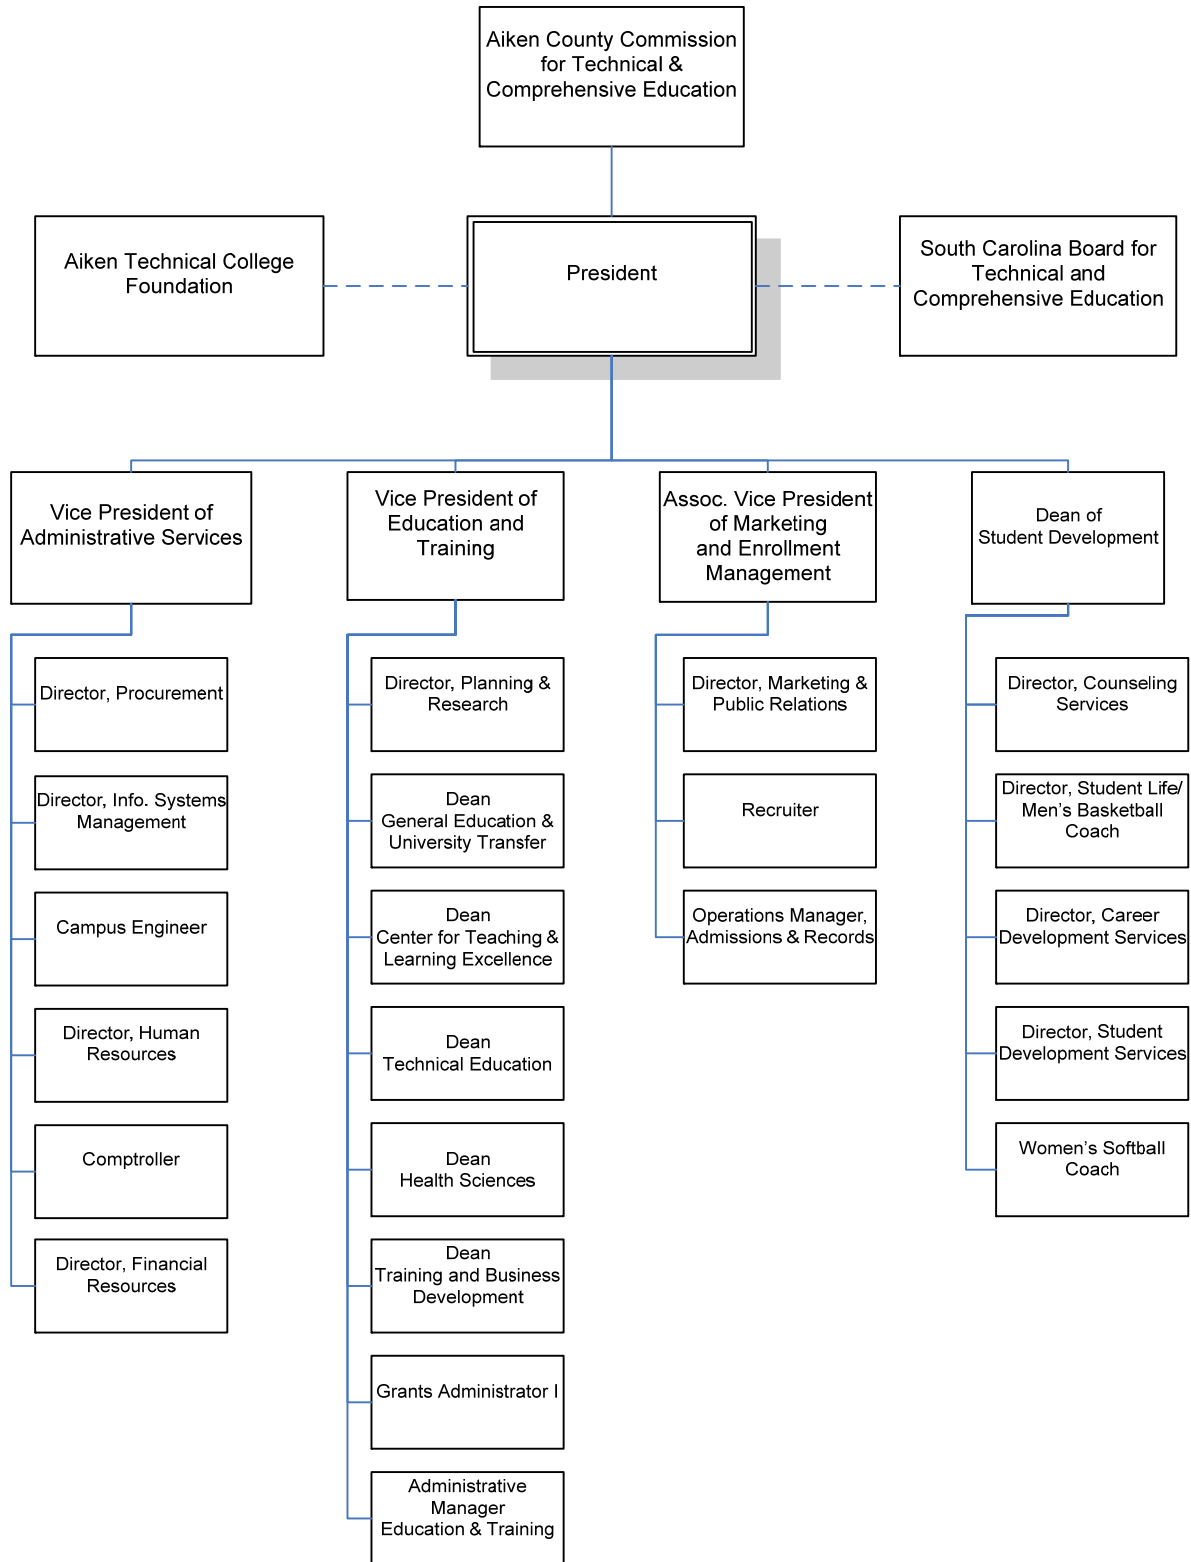 Aiken County Commission
for Technical &
Comprehensive Education
Aiken Technical College
Foundation
President
South Carolina Board for
Technical and
Comprehensive Education
Vice President of
Administrative Services
Vice President of
Education and
Training
Assoc. Vice President
of Marketing
and Enrollment
Management
Dean of
Student Development
Director, Procurement
Director, Info. Systems
Management
Campus Engineer
Director, Human
Resources
Comptroller
Director, Financial
Resources
Director, Planning &
Research
Dean
General Education &
University Transfer
Dean
Center for Teaching &
Learning Excellence
Dean
Technical Education
Dean
Health Sciences
Dean
Training and Business
Development
Grants Administrator I
Administrative
Manager
Education & Training
Director, Marketing &
Public Relations
Recruiter
Operations Manager,
Admissions & Records
Director, Counseling
Services
Director, Student Life/
Men’s Basketball
Coach
Director, Career
Development Services
Director, Student
Development Services
Women’s Softball
Coach